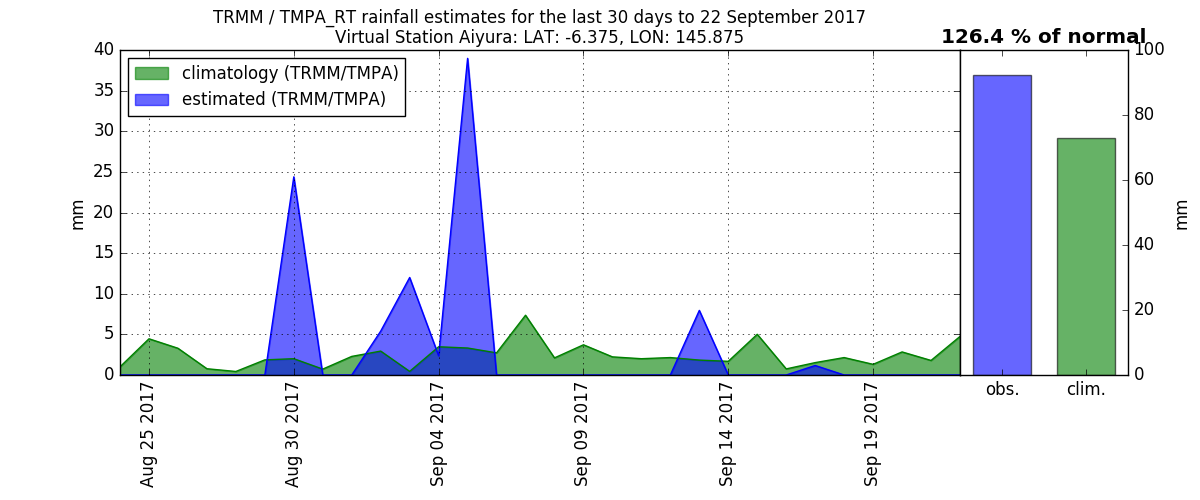 TRMM / TMPA_RT rainfall estimates for the last 30 days to 22 September 2017
Virtual Station Aiyura: LAT: -6.375, LON: 145.875
126.4 % of normal
climatology (TRMM/TMPA)
estimated (TRMM/TMPA)
mm
40
35
30
25
20
15
10
5
0
Aug 25 2017
Aug 30 2017
Sep 04 2017
Sep 09 2017
Sep 14 2017
Sep 19 2017
100
80
60
40
20
0
mm
obs.
clim.